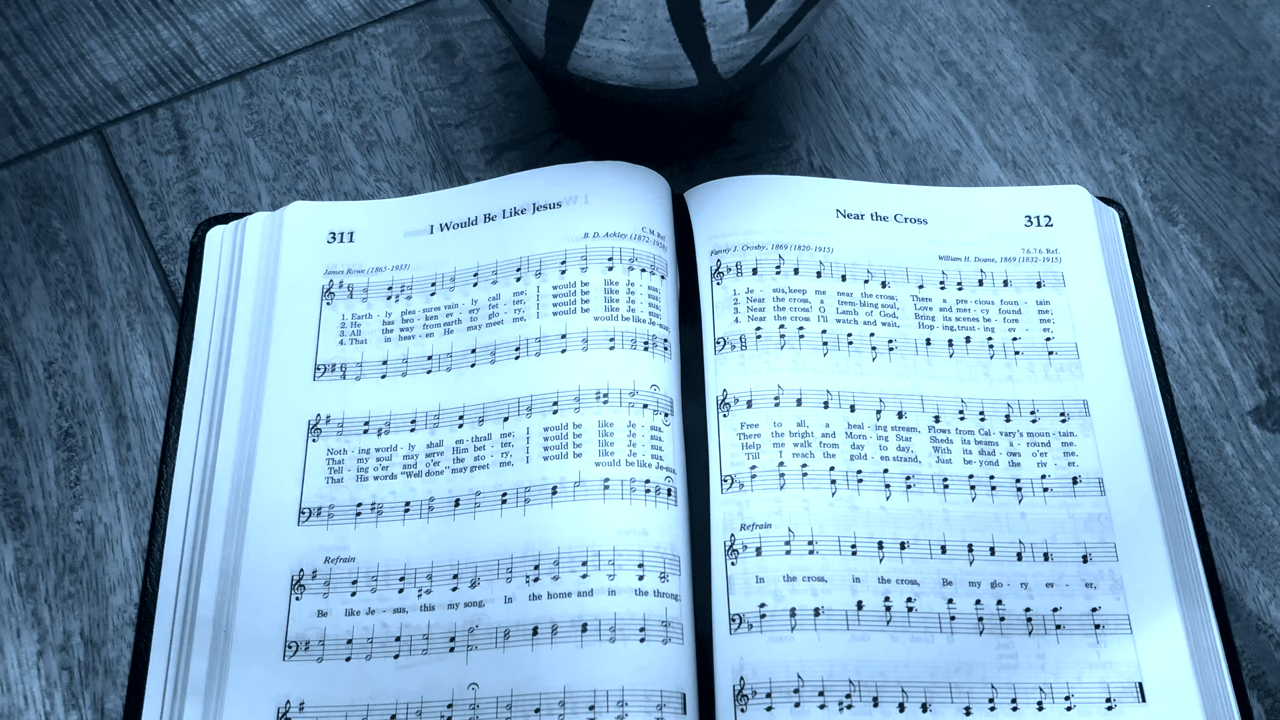 311
I Would Be Like Jesus
C. M. Ref.
B. D. Ackley (1872-1958)
James Rowe (1865-1933)
1. Earth - ly plea - sures vain - ly call me; I would be like Je - sus;
2. He has bro - ken ev - ery fet - ter, I would be like Je - sus;
3. All the way from earth to glo - ry, I would be like Je - sus;
4. That in heav - en He may meet me, I would be like Je-sus;
Noth - ing world - ly shall en - thrall me; I would be like Je - sus.
That my soul may serve Him bet - ter, I would be like Je - sus.
Tell - ing o'er and o'er the sto - ry, I would be like Je - sus.
That His words "Well done" may greet me, I would be like Je-sus.
Refrain
Be like Je - sus, this my song, In the home and in the throng;
Near the Cross
312
Fanny J. Crosby, 1869 (1820-1915)
7.6.7.6. Ref.
William H. Doane, 1869 (1832-1915)
1. Je - sus, keep me near the cross; There a pre - cious foun - tain
2. Near the cross, a trem - bling soul, Love and mer - cy found me;
3. Near the cross! O Lamb of God, Bring its scenes be - fore me;
4. Near the cross I'll watch and wait, Hop - ing, trust - ing ev - er,
Free to all, a heal - ing stream, Flows from Cal - vary's moun - tain.
There the bright and Morn - ing Star Sheds its beams a - round me.
Help me walk from day to day, With its shad - ows o'er me.
Till I reach the gold - en strand, Just be - yond the riv - er.
Refrain
In the cross, in the cross, Be my glo - ry ev - er,